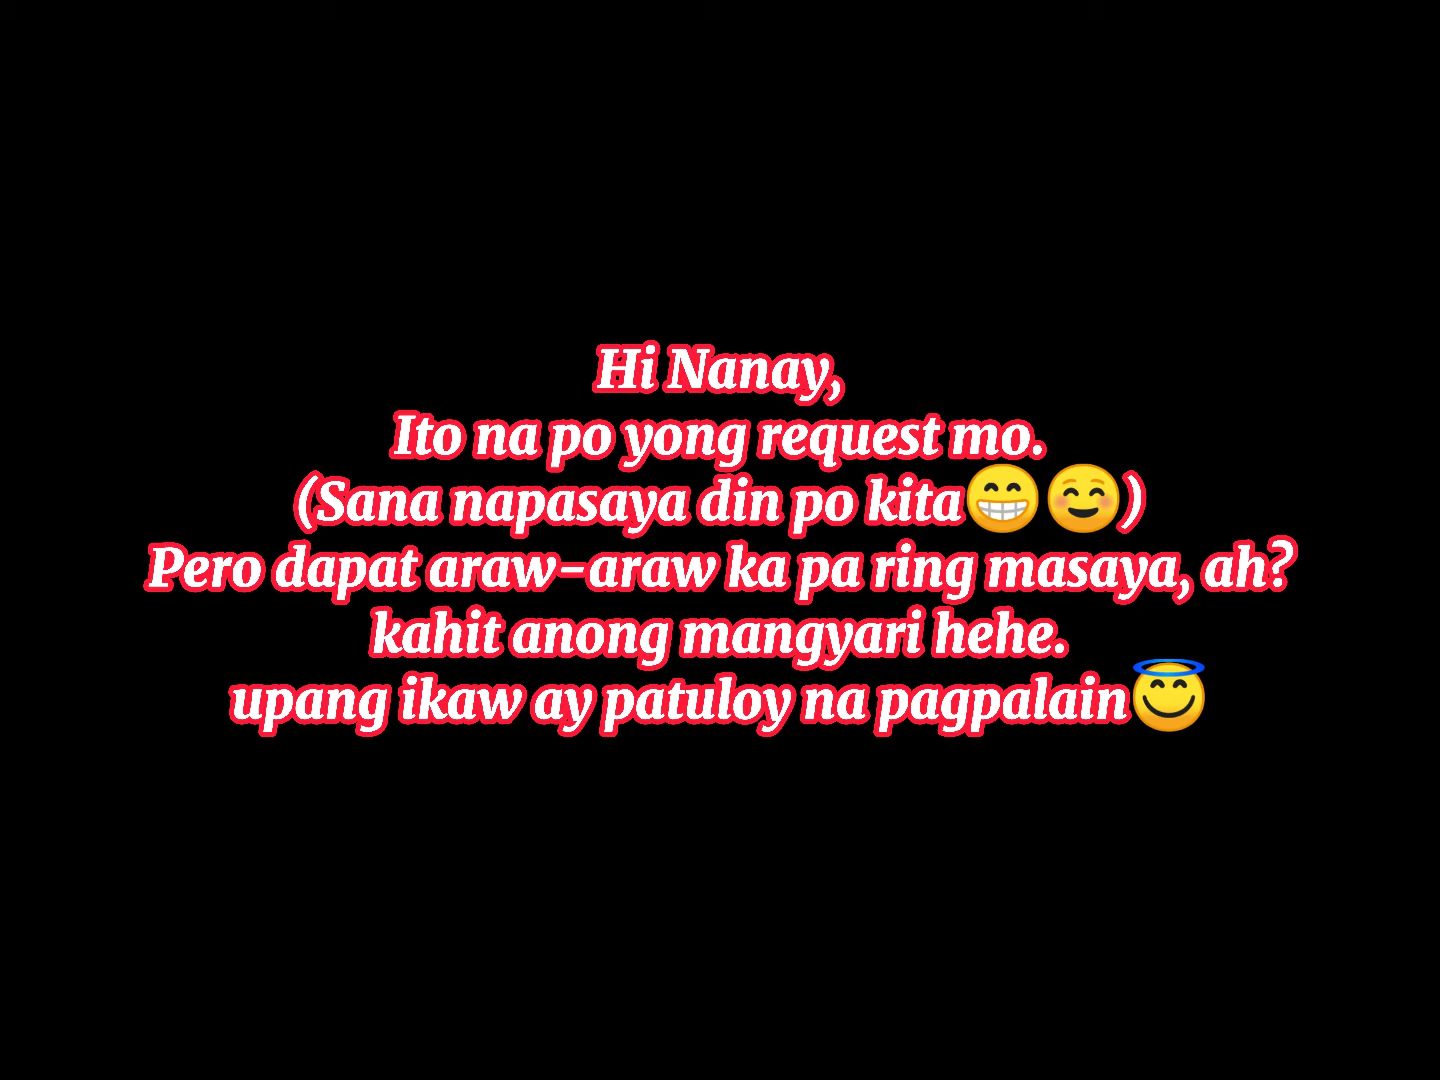 Hi Nanay,
Ito na po yong request mo.
(Sana napasaya din po kita😁☺️)
Pero dapat araw-araw ka pa ring masaya, ah?
kahit anong mangyari hehe.
upang ikaw ay patuloy na pagpalain😇